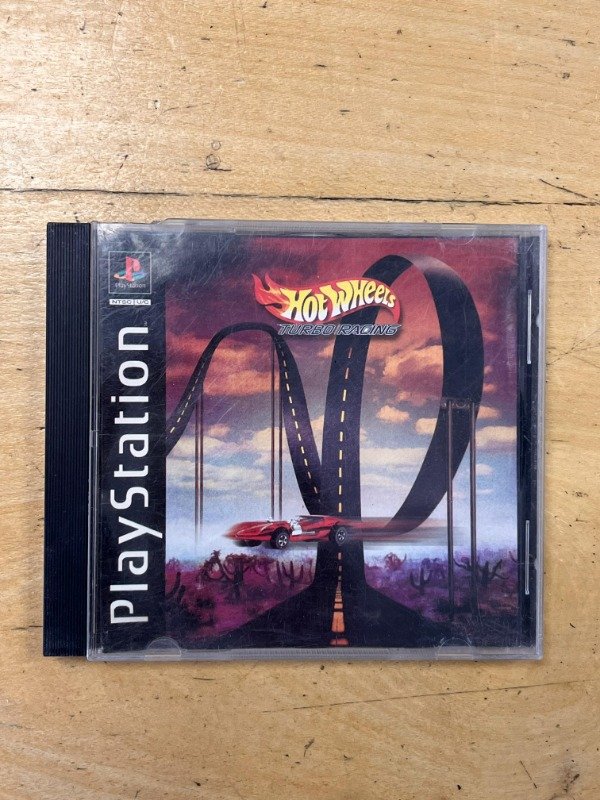 PlayStation
NTSC U/C
PlayStation
Hot Wheels
TURBO RACING